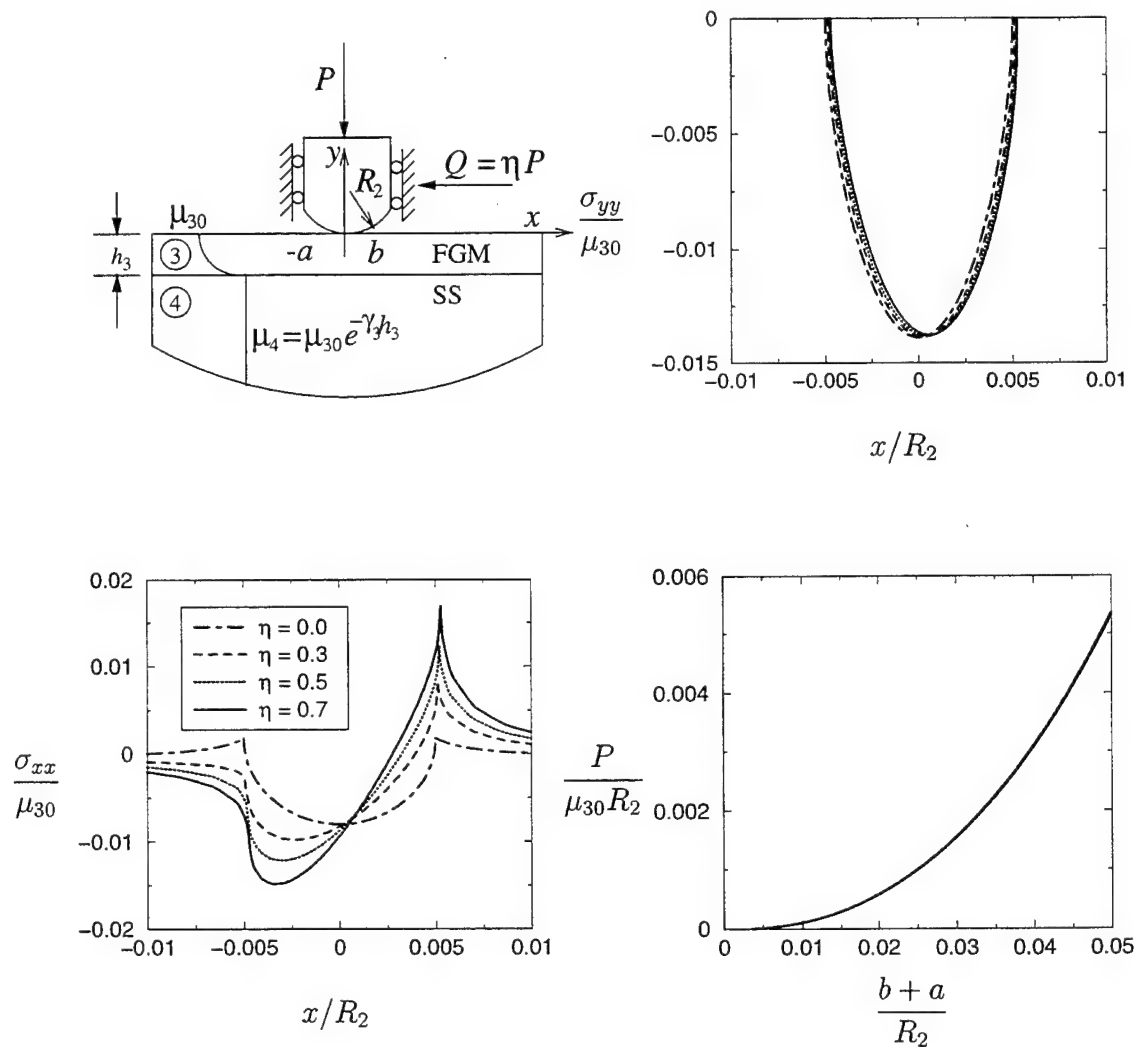 P
y
R₂
Q = ηP
μ₃₀
x
h₃
③
-a
b
FGM
④
SS
μ₄ = μ₃₀e^{-γ₃h₃}
σ_yy
μ₃₀
0
-0.005
-0.01
-0.015
-0.01 -0.005 0 0.005 0.01
x/R₂
0.02
0.01
0
-0.01
-0.02
η = 0.0
η = 0.3
η = 0.5
η = 0.7
σ_xx
μ₃₀
-0.01 -0.005 0 0.005 0.01
x/R₂
0.006
0.004
0.002
0
P
μ₃₀R₂
0 0.01 0.02 0.03 0.04 0.05
b + a
R₂